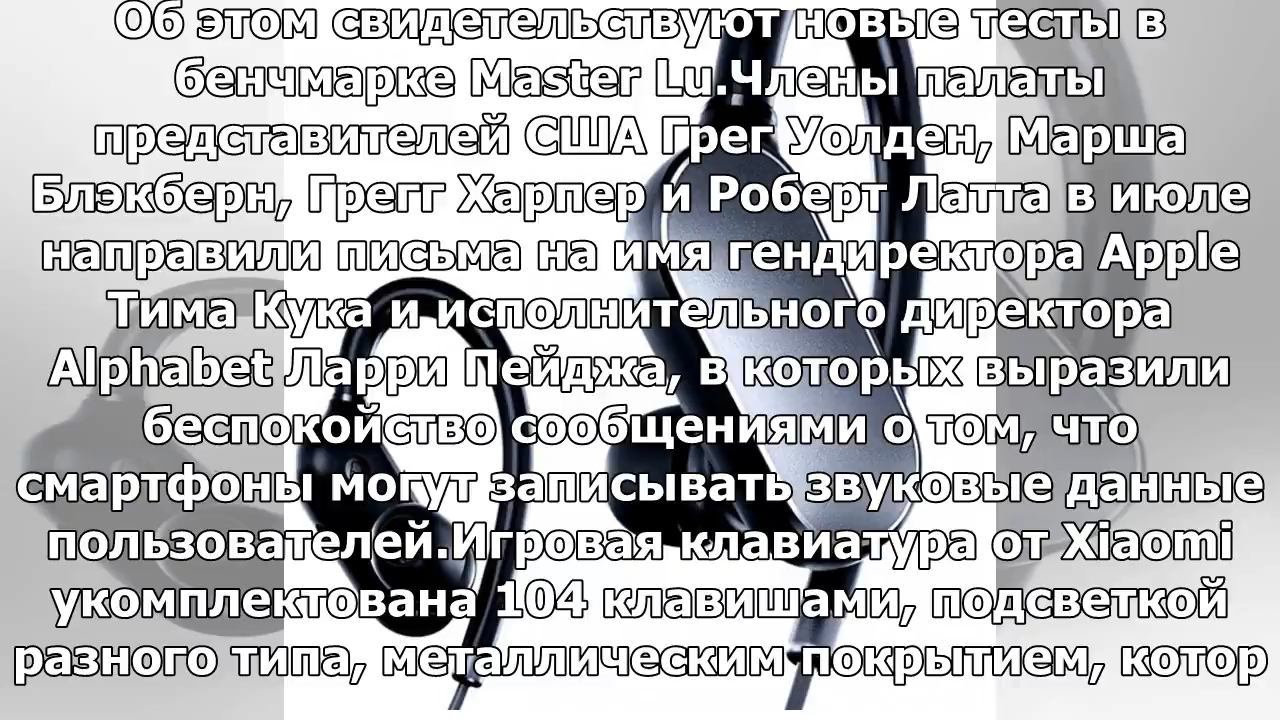 Об этом свидетельствуют новые тесты в
бенчмарке Master Lu.Члены палаты
представителей США Грег Уолден, Марша
Блэкберн, Грегг Харпер и Роберт Латта в июле
направили письма на имя гендиректора Apple
Тима Кука и исполнительного директора
Alphabet Ларри Пейджа, в которых выразили
беспокойство сообщениями о том, что
смартфоны могут записывать звуковые данные
пользователей.Игровая клавиатура от Xiaomi
укомплектована 104 клавишами, подсветкой
разного типа, металлическим покрытием, котор